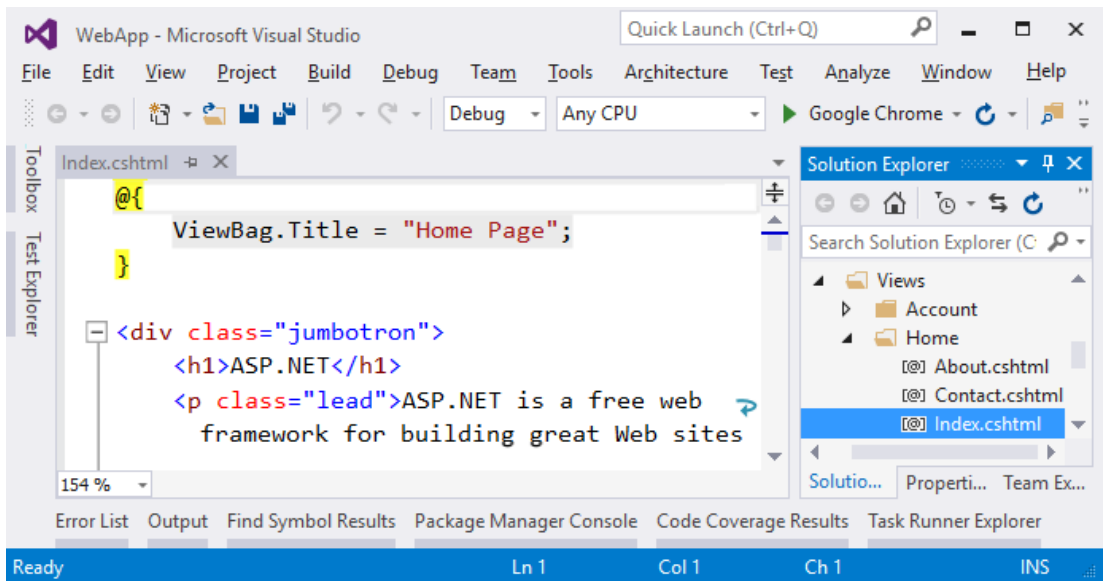 WebApp - Microsoft Visual Studio
Quick Launch (Ctrl+Q)
File Edit View Project Build Debug Team Tools Architecture Test Analyze Window Help
Debug Any CPU Google Chrome
Toolbox
Test Explorer
Index.cshtml
@{
ViewBag.Title = "Home Page";
}
<div class="jumbotron">
<h1>ASP.NET</h1>
<p class="lead">ASP.NET is a free web
framework for building great Web sites
154 %
Solution Explorer
Search Solution Explorer (C
Views
Account
Home
[@] About.cshtml
[@] Contact.cshtml
[@] Index.cshtml
Solutio... Properti... Team Ex...
Error List Output Find Symbol Results Package Manager Console Code Coverage Results Task Runner Explorer
Ready Ln 1 Col 1 Ch 1 INS